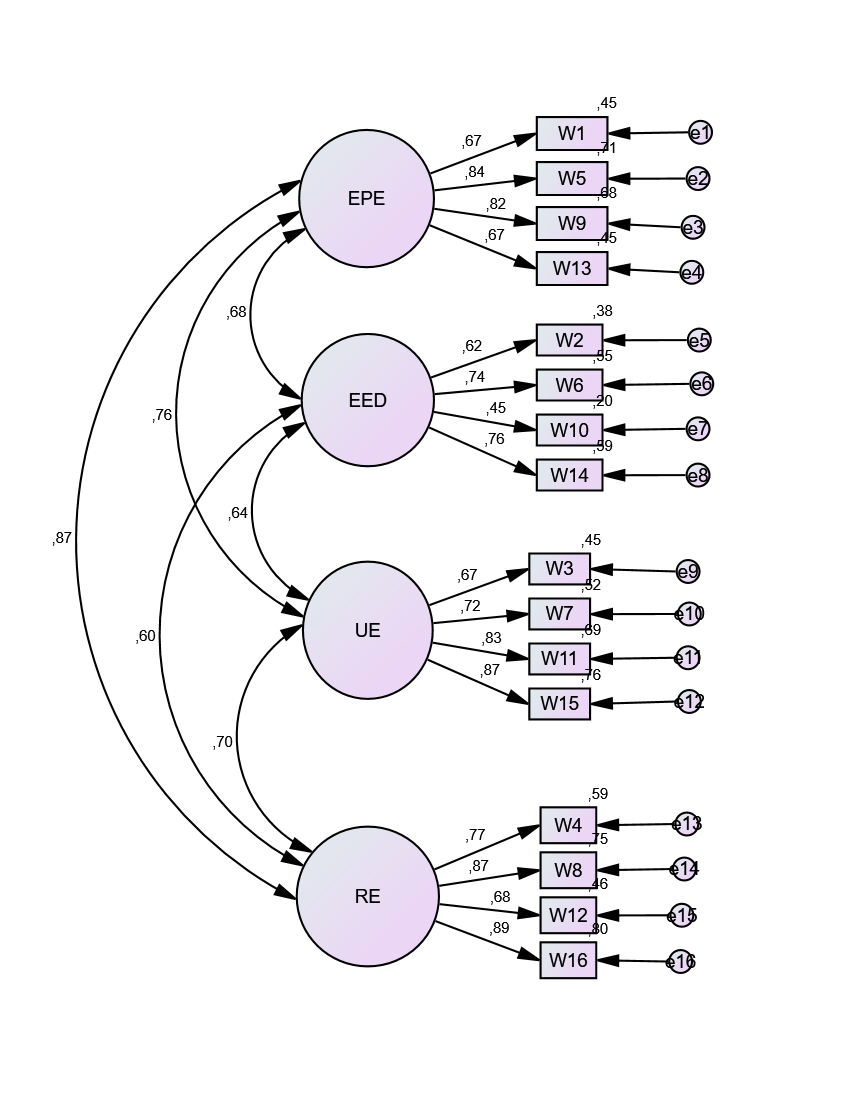 ,45
,67
W1
e1
,71
,84
W5
e2
EPE
,68
,82
W9
e3
,45
,67
W13
e4
,68
,38
,62
W2
e5
,55
,74
W6
e6
EED
,20
,45
W10
e7
,76
,59
,76
W14
e8
,64
,87
,45
,67
W3
e9
,52
,72
W7
e10
UE
,69
,83
W11
e11
,60
,76
,87
W15
e12
,70
,59
,77
W4
e13
,75
,87
W8
e14
RE
,46
,68
W12
e15
,80
,89
W16
e16